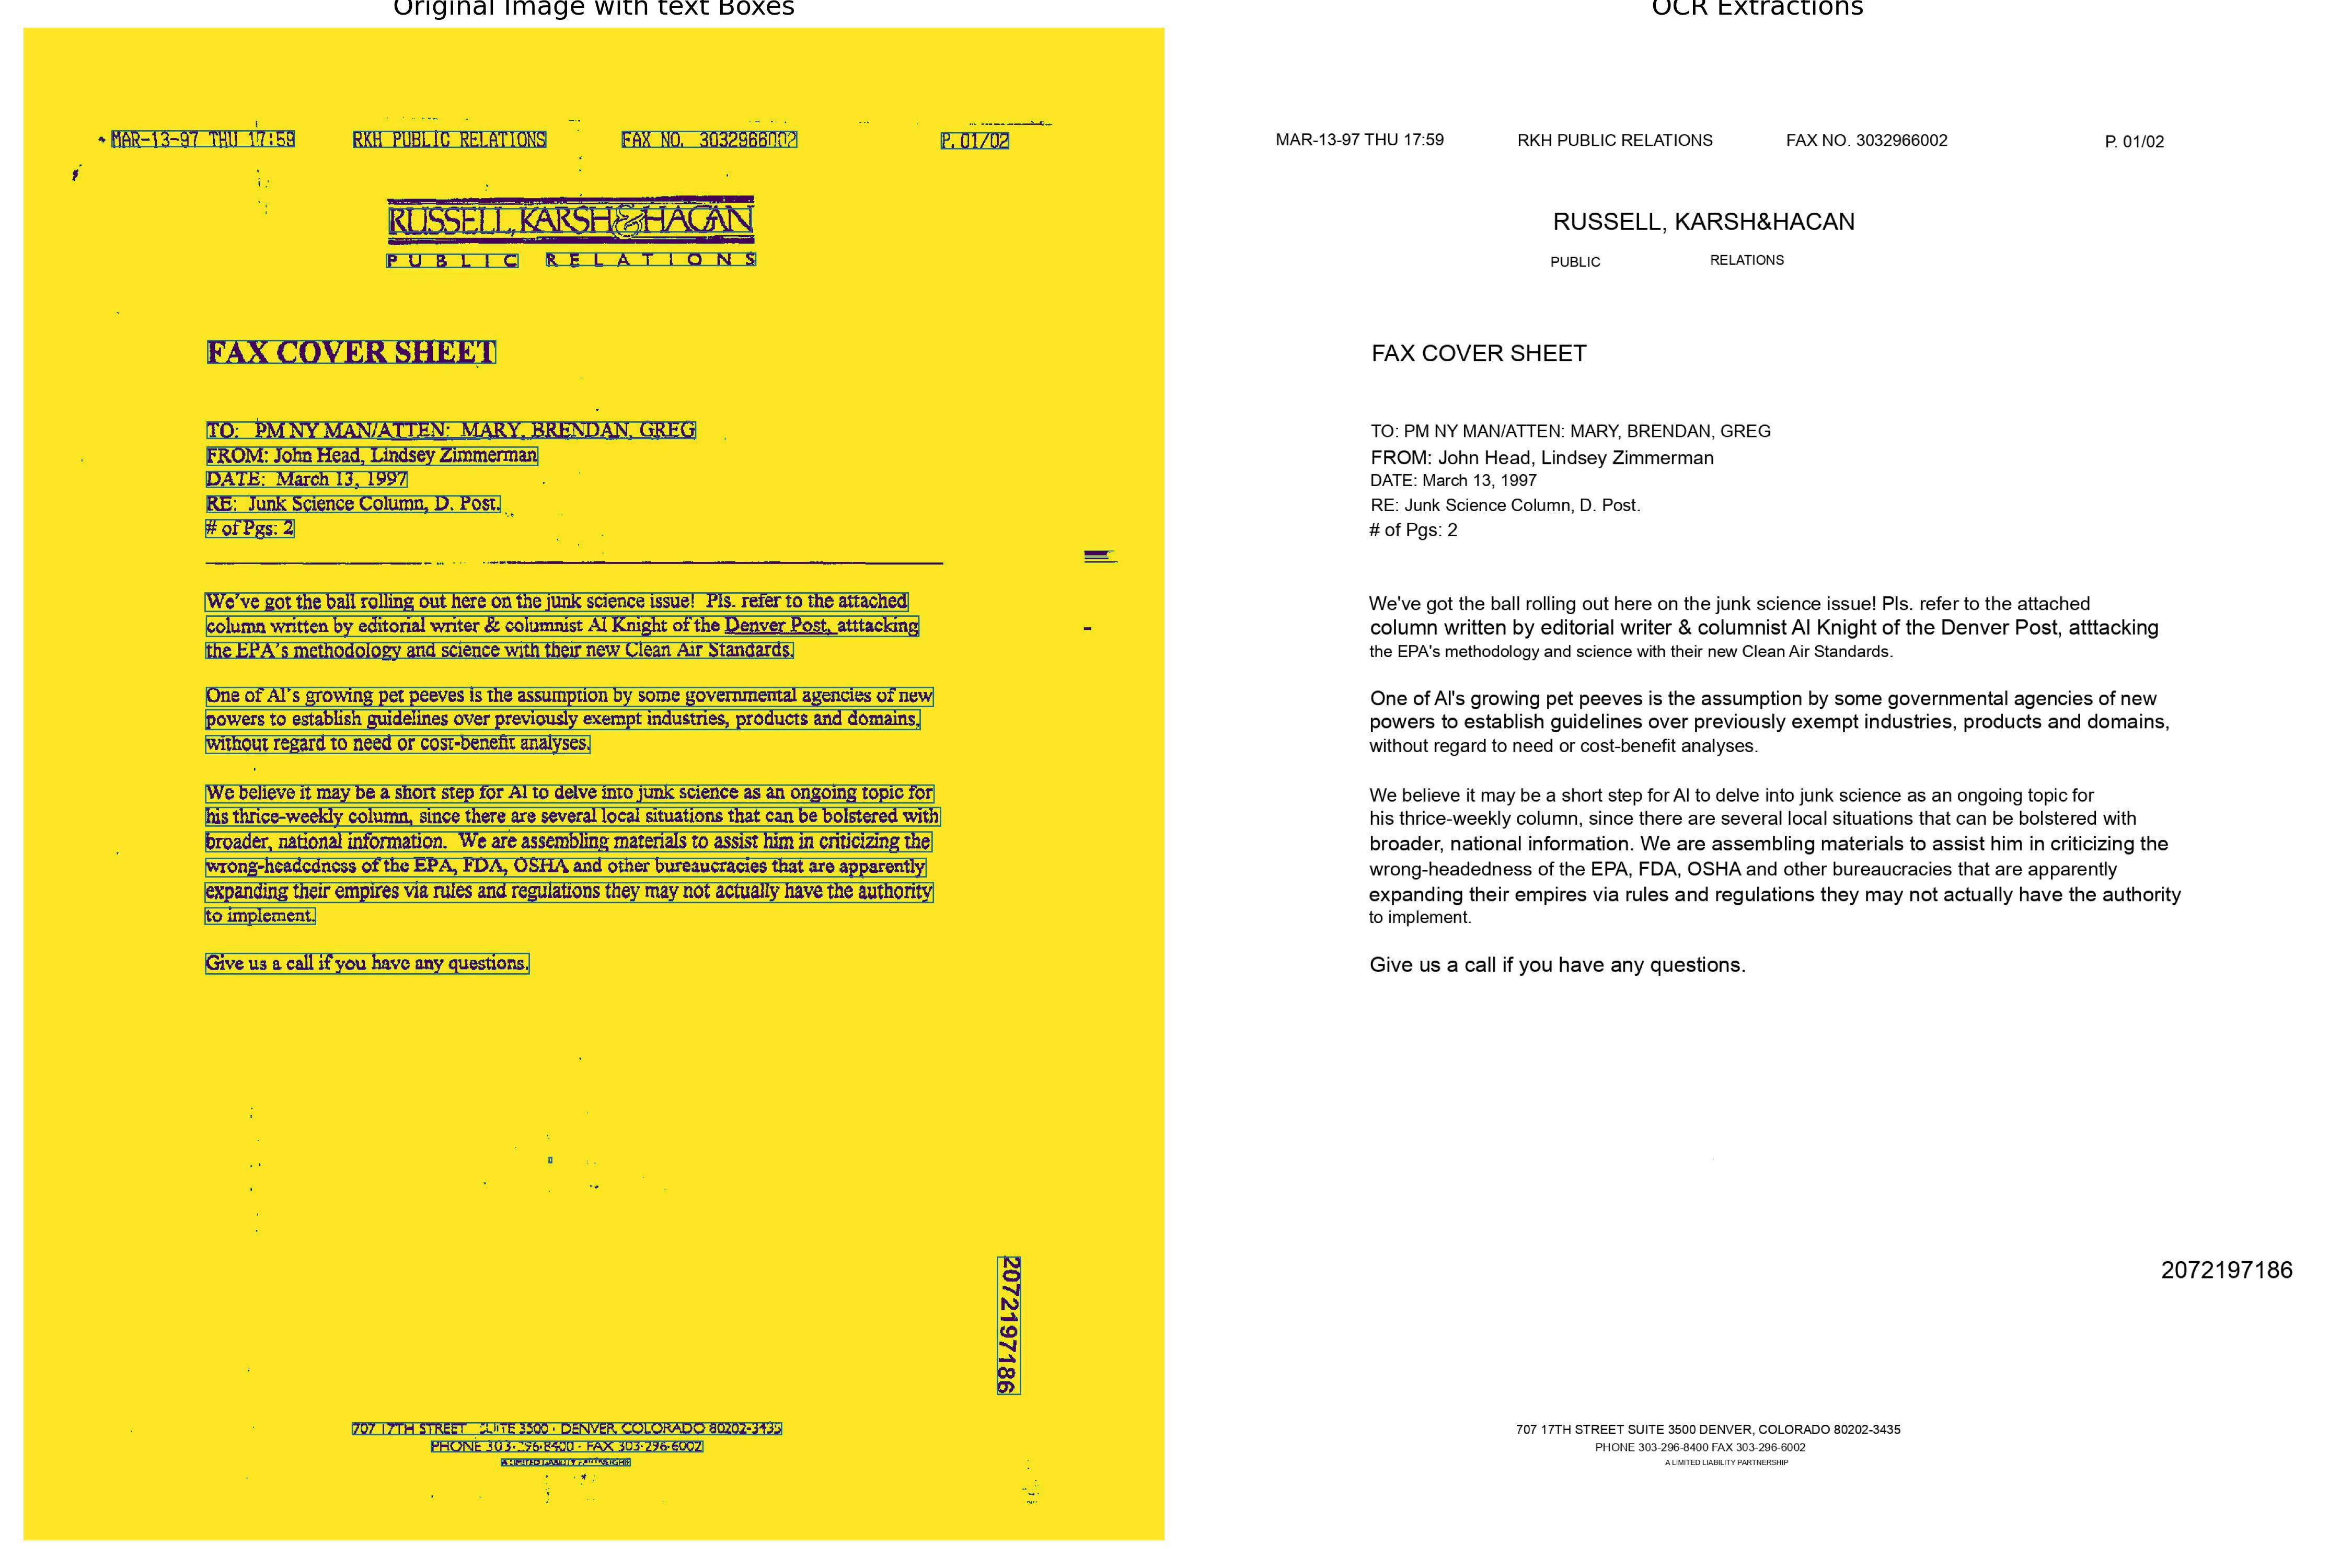 Original Image with text Boxes
MAR-13-97 THU 17:59 RKH PUBLIC RELATIONS FAX NO. 3032966002 P. 01/02
RUSSELL, KARSH&HACAN
PUBLIC RELATIONS
FAX COVER SHEET
TO: PM NY MAN/ATTEN: MARY, BRENDAN, GREG
FROM: John Head, Lindsey Zimmerman
DATE: March 13, 1997
RE: Junk Science Column, D. Post.
# of Pgs: 2
We've got the ball rolling out here on the junk science issue! Pls. refer to the attached
column written by editorial writer & columnist Al Knight of the Denver Post, atttacking
the EPA's methodology and science with their new Clean Air Standards.
One of Al's growing pet peeves is the assumption by some governmental agencies of new
powers to establish guidelines over previously exempt industries, products and domains,
without regard to need or cost-benefit analyses.
We believe it may be a short step for Al to delve into junk science as an ongoing topic for
his thrice-weekly column, since there are several local situations that can be bolstered with
broader, national information. We are assembling materials to assist him in criticizing the
wrong-headedness of the EPA, FDA, OSHA and other bureaucracies that are apparently
expanding their empires via rules and regulations they may not actually have the authority
to implement.
Give us a call if you have any questions.
2072197186
707 17TH STREET SUITE 3500 · DENVER, COLORADO 80202-3435
PHONE 303-296-8400 · FAX 303-296-6002
A LIMITED LIABILITY PARTNERSHIP
OCR Extractions
MAR-13-97 THU 17:59 RKH PUBLIC RELATIONS FAX NO. 3032966002 P. 01/02
RUSSELL, KARSH&HACAN
PUBLIC RELATIONS
FAX COVER SHEET
TO: PM NY MAN/ATTEN: MARY, BRENDAN, GREG
FROM: John Head, Lindsey Zimmerman
DATE: March 13, 1997
RE: Junk Science Column, D. Post.
# of Pgs: 2
We've got the ball rolling out here on the junk science issue! Pls. refer to the attached
column written by editorial writer & columnist Al Knight of the Denver Post, atttacking
the EPA's methodology and science with their new Clean Air Standards.
One of Al's growing pet peeves is the assumption by some governmental agencies of new
powers to establish guidelines over previously exempt industries, products and domains,
without regard to need or cost-benefit analyses.
We believe it may be a short step for Al to delve into junk science as an ongoing topic for
his thrice-weekly column, since there are several local situations that can be bolstered with
broader, national information. We are assembling materials to assist him in criticizing the
wrong-headedness of the EPA, FDA, OSHA and other bureaucracies that are apparently
expanding their empires via rules and regulations they may not actually have the authority
to implement.
Give us a call if you have any questions.
2072197186
707 17TH STREET SUITE 3500 DENVER, COLORADO 80202-3435
PHONE 303-296-8400 FAX 303-296-6002
A LIMITED LIABILITY PARTNERSHIP